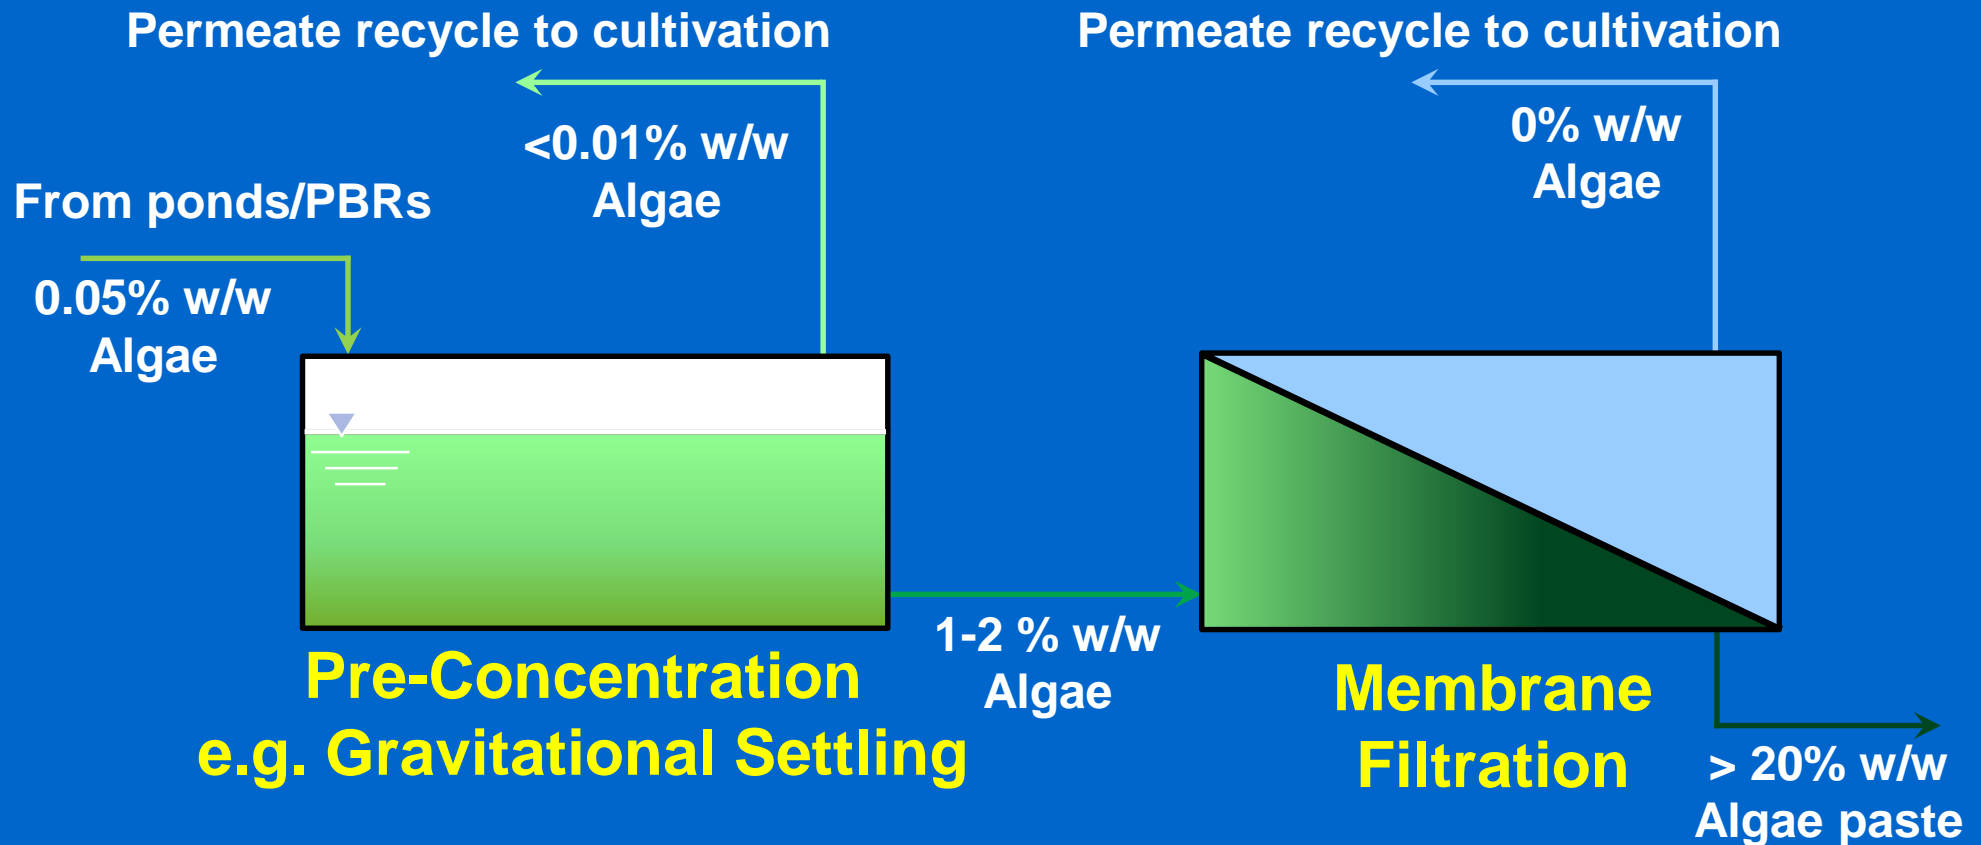 Permeate recycle to cultivation
Permeate recycle to cultivation
<0.01% w/w
Algae
0% w/w
Algae
From ponds/PBRs
0.05% w/w
Algae
1-2 % w/w
Algae
Pre-Concentration
e.g. Gravitational Settling
Membrane
Filtration
> 20% w/w
Algae paste